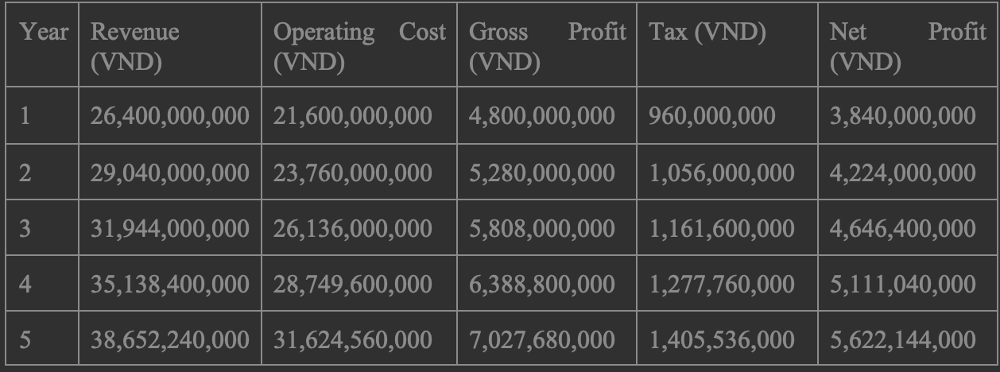 Year Revenue (VND) Operating Cost (VND) Gross Profit (VND) Tax (VND) Net Profit (VND)
1 26,400,000,000 21,600,000,000 4,800,000,000 960,000,000 3,840,000,000
2 29,040,000,000 23,760,000,000 5,280,000,000 1,056,000,000 4,224,000,000
3 31,944,000,000 26,136,000,000 5,808,000,000 1,161,600,000 4,646,400,000
4 35,138,400,000 28,749,600,000 6,388,800,000 1,277,760,000 5,111,040,000
5 38,652,240,000 31,624,560,000 7,027,680,000 1,405,536,000 5,622,144,000